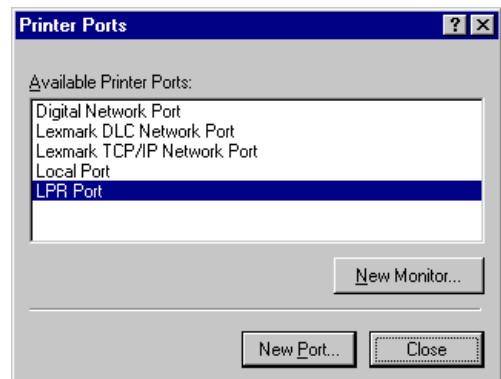 Printer Ports
Available Printer Ports:
Digital Network Port
Lexmark DLC Network Port
Lexmark TCP/IP Network Port
Local Port
LPR Port
New Monitor...
New Port...
Close